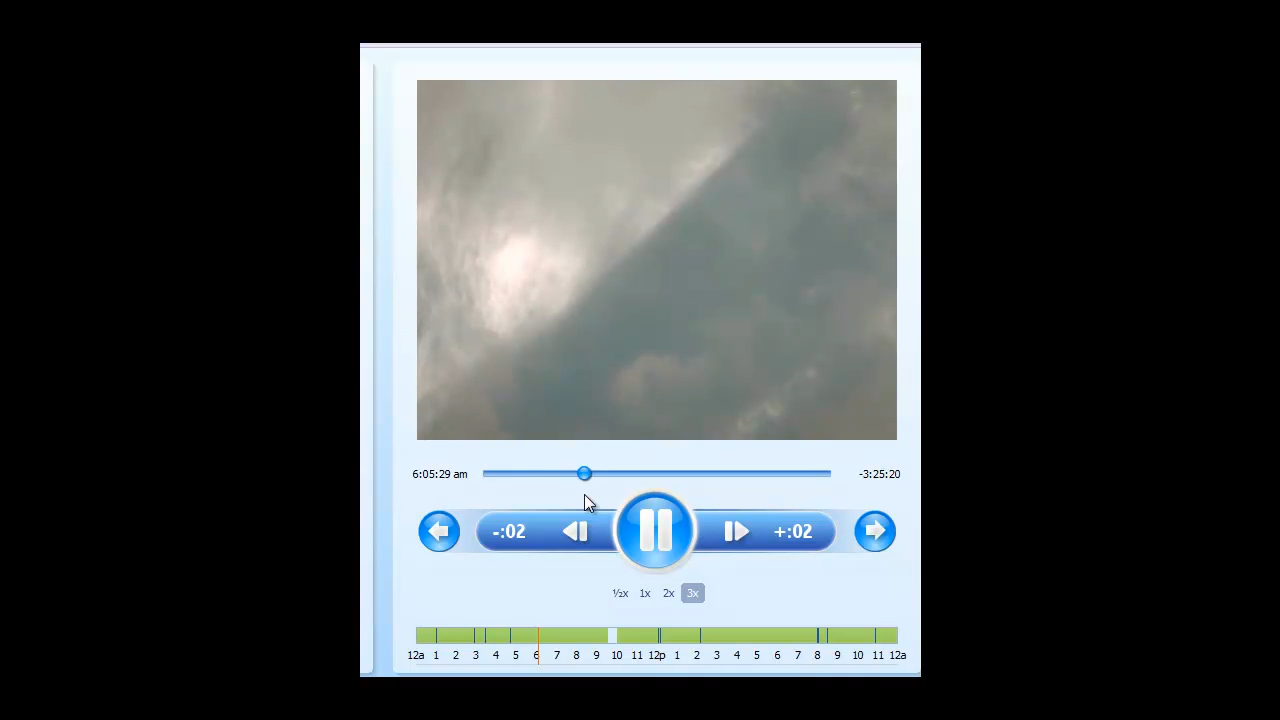 6:05:29 am -3:25:20
-:02 +:02
½x 1x 2x 3x
12a 1 2 3 4 5 6 7 8 9 10 11 12p 1 2 3 4 5 6 7 8 9 10 11 12a